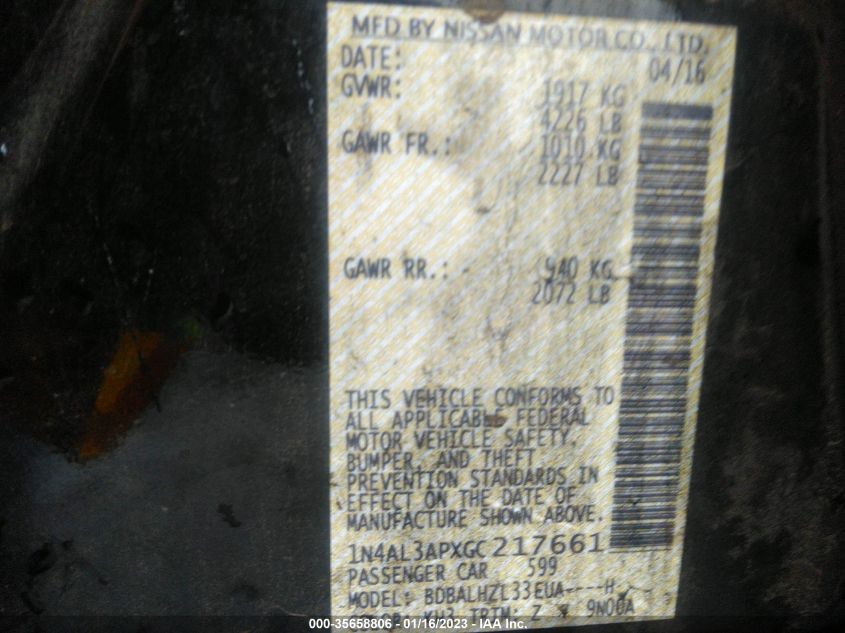 MFD BY NISSAN MOTOR CO., LTD.
DATE: 04/16
GVWR: 1917 KG
4226 LB
GAWR FR.: 1010 KG
2227 LB
GAWR RR.: 940 KG
2072 LB
THIS VEHICLE CONFORMS TO
ALL APPLICABLE FEDERAL
MOTOR VEHICLE SAFETY,
BUMPER, AND THEFT
PREVENTION STANDARDS IN
EFFECT ON THE DATE OF
MANUFACTURE SHOWN ABOVE.
1N4AL3APXGC217661
PASSENGER CAR 599
MODEL: BDBALHZL33EUA----H
KH3 TRIM: Z
000-35658806 - 01/16/2023 - IAA Inc.